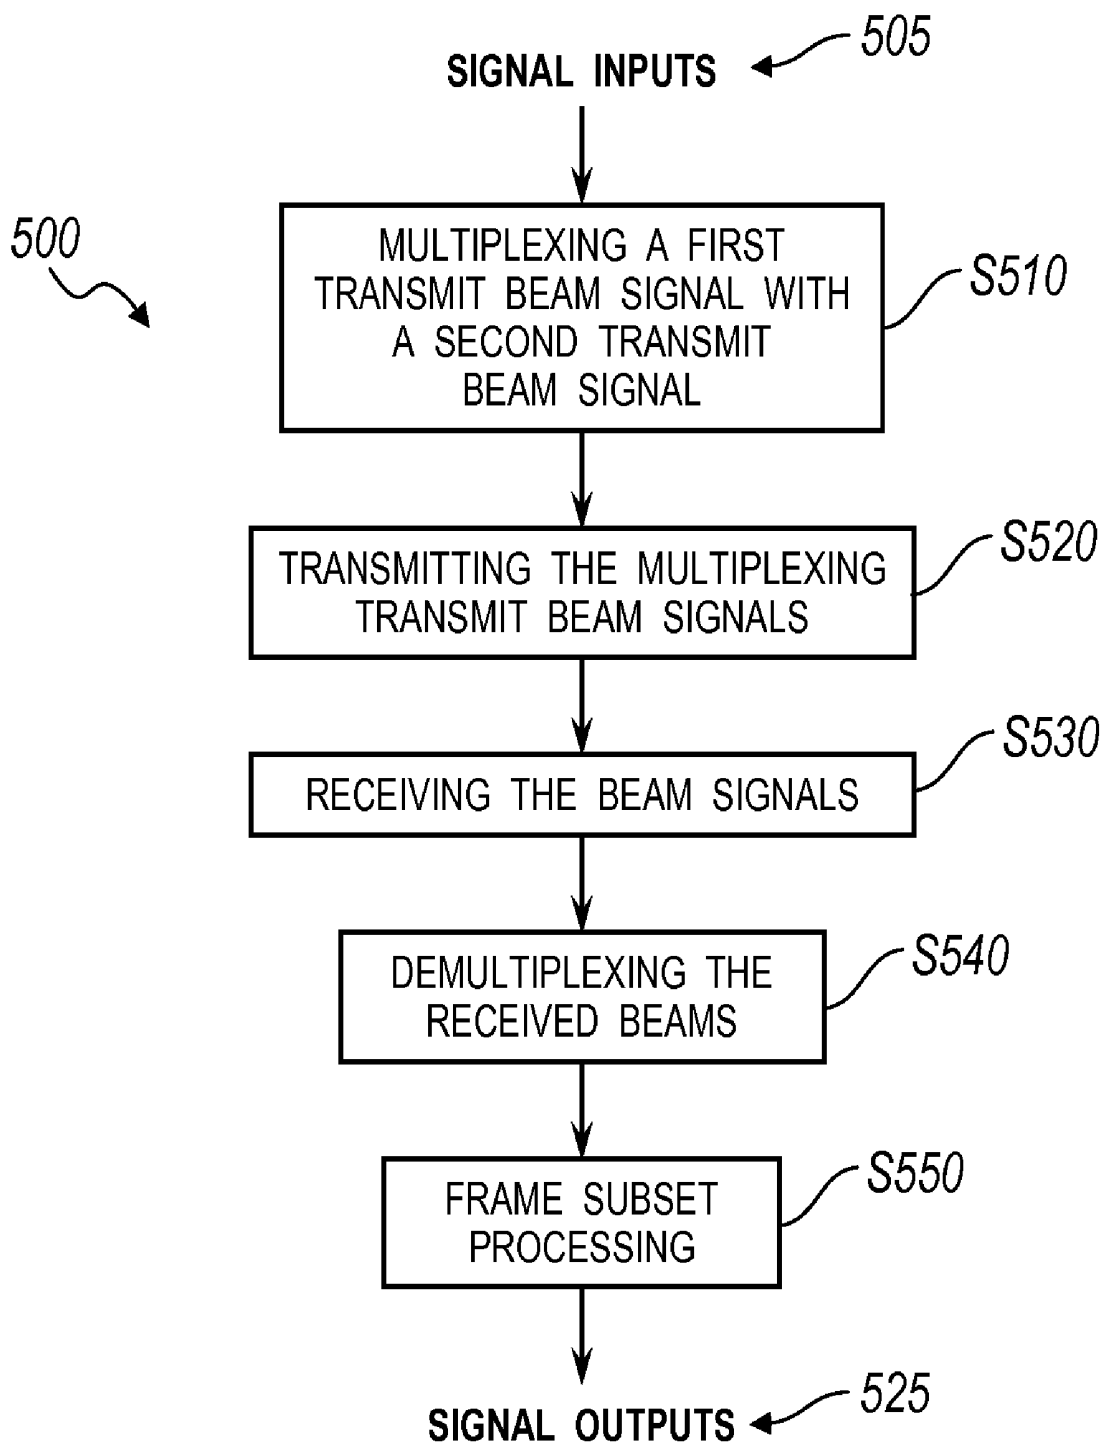 505
SIGNAL INPUTS
500
MULTIPLEXING A FIRST
TRANSMIT BEAM SIGNAL WITH
A SECOND TRANSMIT
BEAM SIGNAL
S510
TRANSMITTING THE MULTIPLEXING
TRANSMIT BEAM SIGNALS
S520
RECEIVING THE BEAM SIGNALS
S530
DEMULTIPLEXING THE
RECEIVED BEAMS
S540
FRAME SUBSET
PROCESSING
S550
SIGNAL OUTPUTS
525